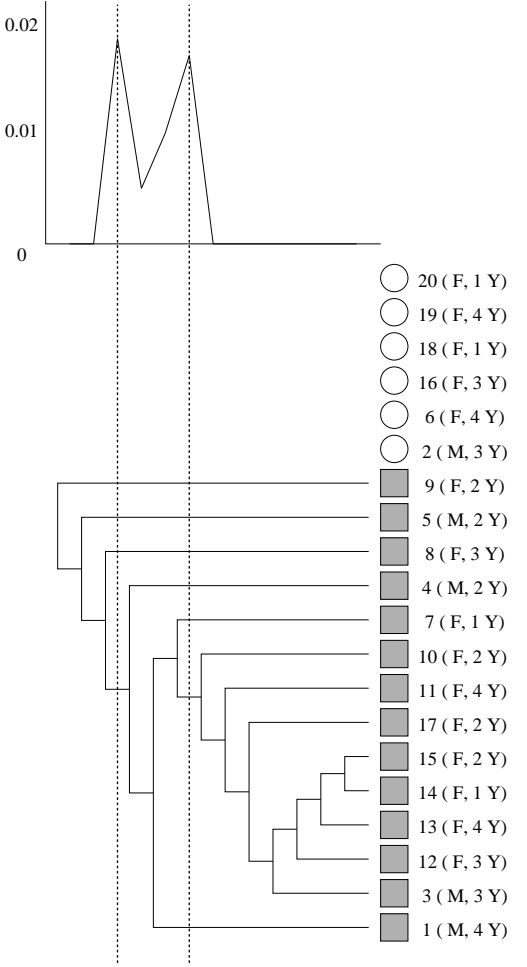 0.02
0.01
0
20 ( F, 1 Y)
19 ( F, 4 Y)
18 ( F, 1 Y)
16 ( F, 3 Y)
6 ( F, 4 Y)
2 ( M, 3 Y)
9 ( F, 2 Y)
5 ( M, 2 Y)
8 ( F, 3 Y)
4 ( M, 2 Y)
7 ( F, 1 Y)
10 ( F, 2 Y)
11 ( F, 4 Y)
17 ( F, 2 Y)
15 ( F, 2 Y)
14 ( F, 1 Y)
13 ( F, 4 Y)
12 ( F, 3 Y)
3 ( M, 3 Y)
1 ( M, 4 Y)